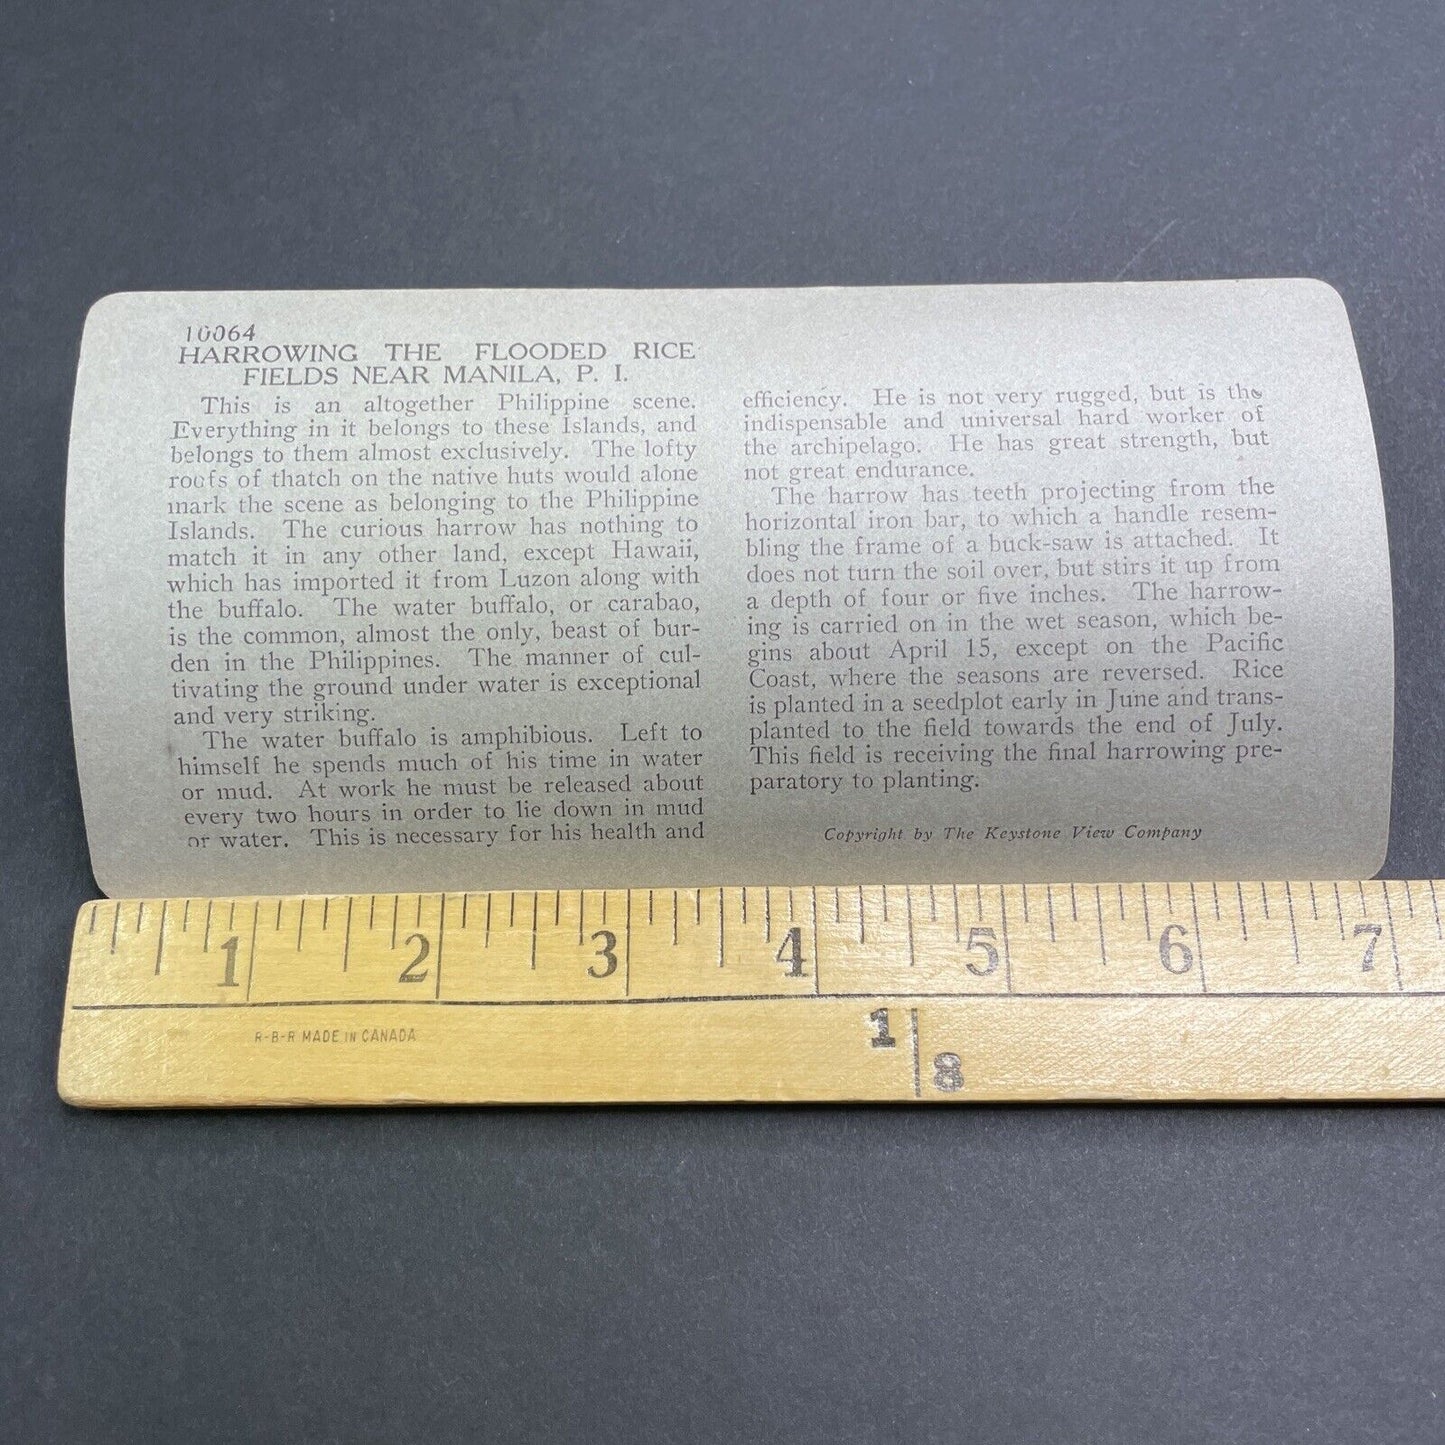 10064
HARROWING THE FLOODED RICE
FIELDS NEAR MANILA, P. I.
This is an altogether Philippine scene.
Everything in it belongs to these Islands, and
belongs to them almost exclusively. The lofty
roofs of thatch on the native huts would alone
mark the scene as belonging to the Philippine
Islands. The curious harrow has nothing to
match it in any other land, except Hawaii,
which has imported it from Luzon along with
the buffalo. The water buffalo, or carabao,
is the common, almost the only, beast of bur-
den in the Philippines. The manner of cul-
tivating the ground under water is exceptional
and very striking.
The water buffalo is amphibious. Left to
himself he spends much of his time in water
or mud. At work he must be released about
every two hours in order to lie down in mud
or water. This is necessary for his health and
efficiency. He is not very rugged, but is the
indispensable and universal hard worker of
the archipelago. He has great strength, but
not great endurance.
The harrow has teeth projecting from the
horizontal iron bar, to which a handle resem-
bling the frame of a buck-saw is attached. It
does not turn the soil over, but stirs it up from
a depth of four or five inches. The harrow-
ing is carried on in the wet season, which be-
gins about April 15, except on the Pacific
Coast, where the seasons are reversed. Rice
is planted in a seedplot early in June and trans-
planted to the field towards the end of July.
This field is receiving the final harrowing pre-
paratory to planting.
Copyright by The Keystone View Company
1 2 3 4 5 6 7
R-B-R MADE IN CANADA
1
8